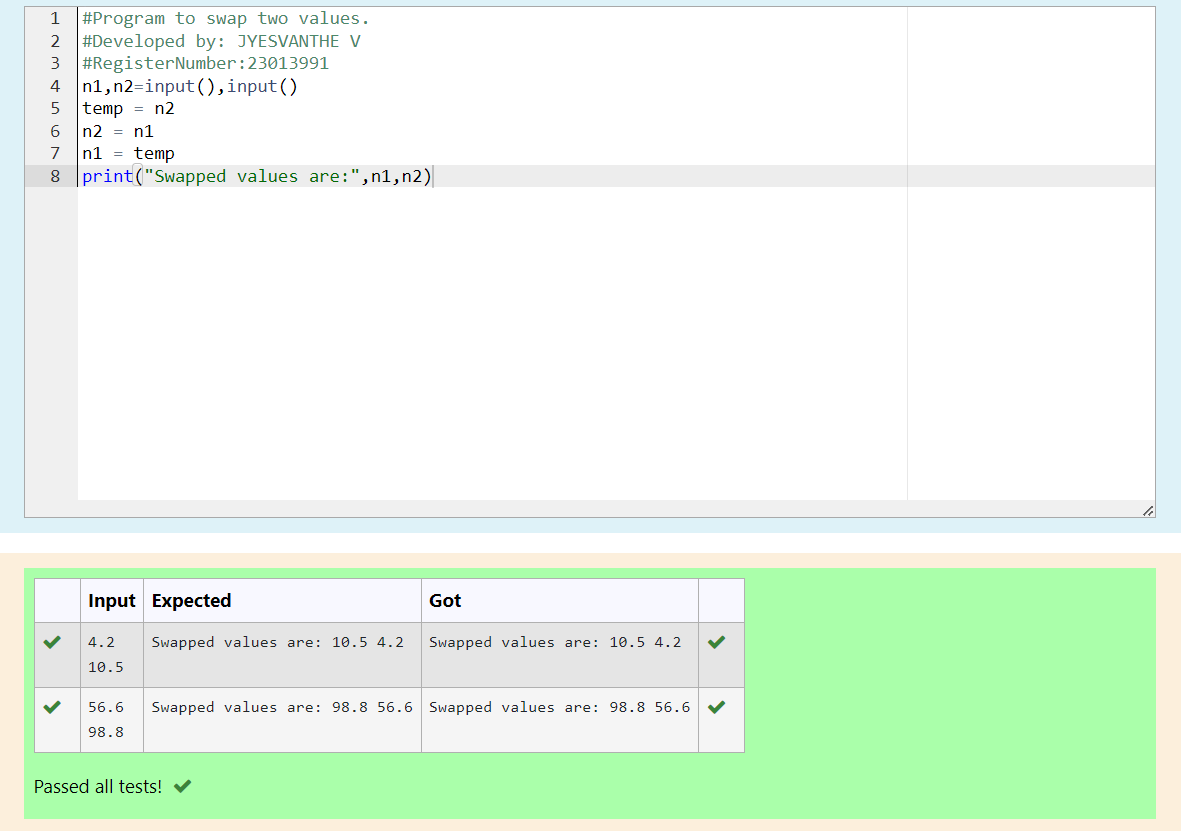 1 #Program to swap two values.
2 #Developed by: JYESVANTHE V
3 #RegisterNumber:23013991
4 n1,n2=input(),input()
5 temp = n2
6 n2 = n1
7 n1 = temp
8 print("Swapped values are:",n1,n2)
Input Expected Got
4.2 Swapped values are: 10.5 4.2 Swapped values are: 10.5 4.2
10.5
56.6 Swapped values are: 98.8 56.6 Swapped values are: 98.8 56.6
98.8
Passed all tests!